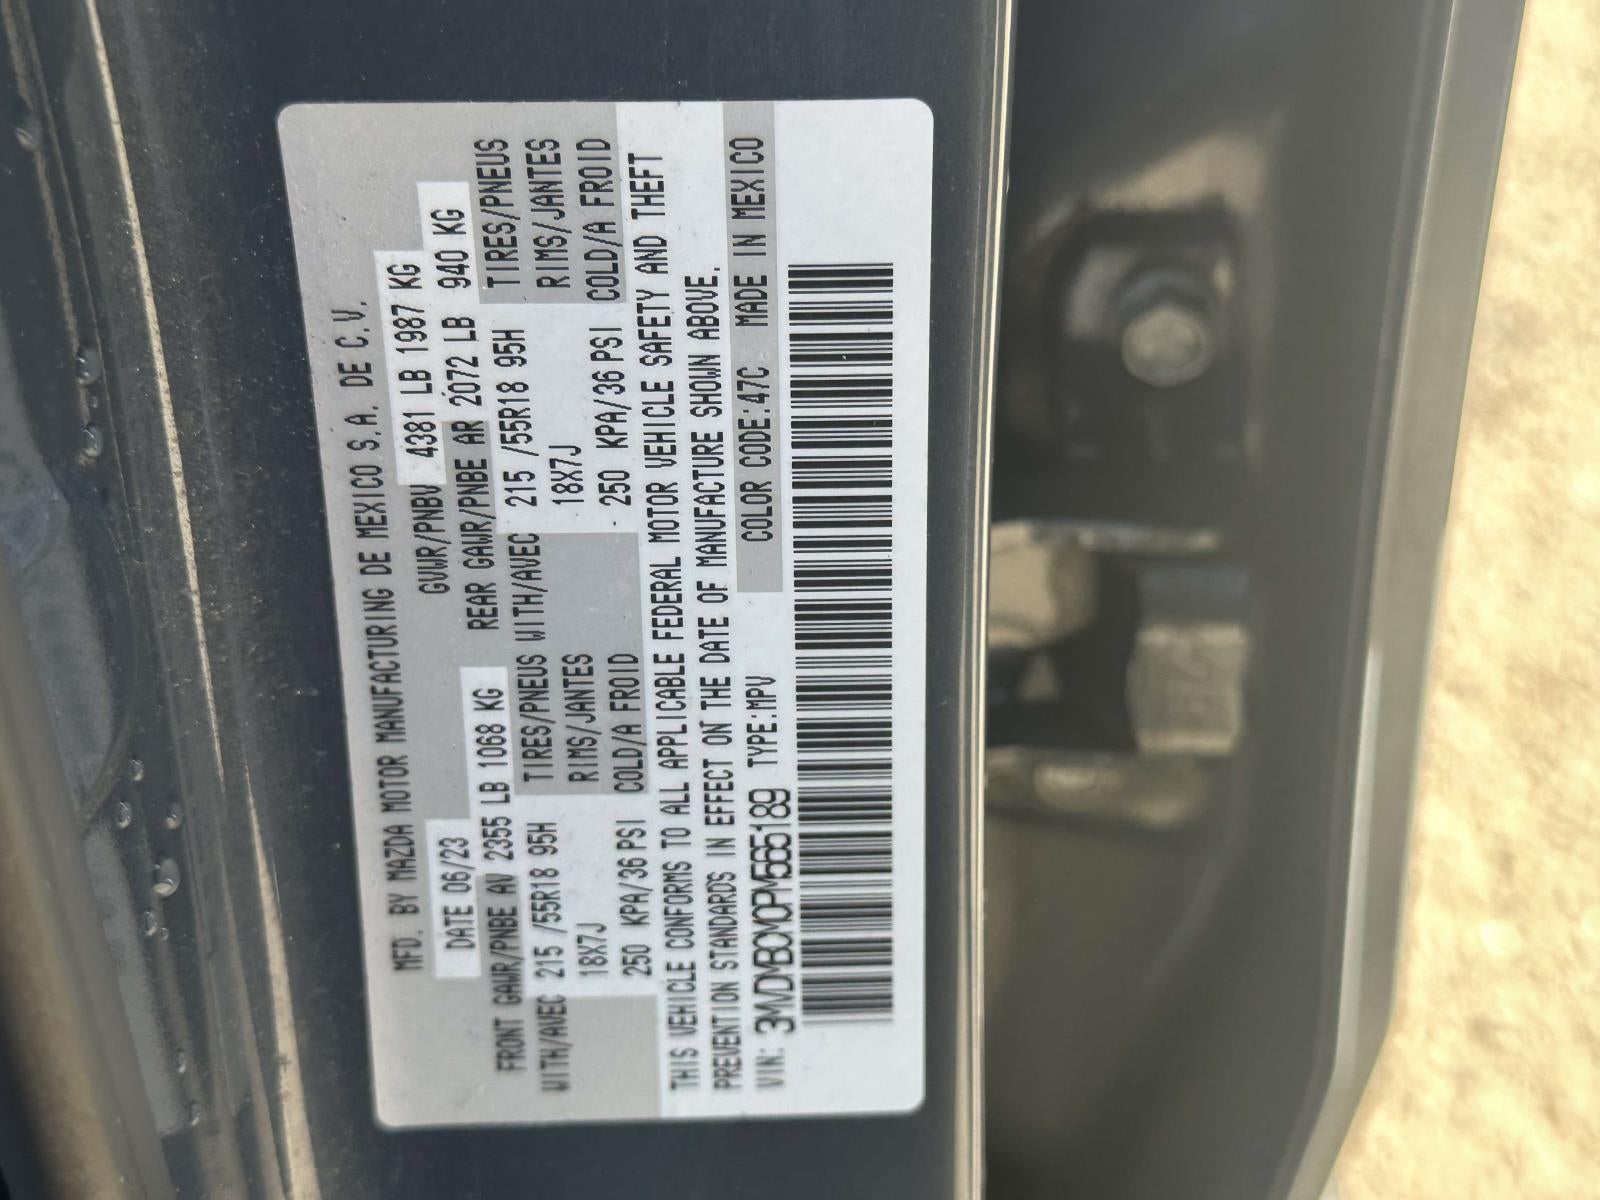 MFD. BY MAZDA MOTOR MANUFACTURING DE MEXICO S.A. DE C.V.
DATE 06/23 GVWR/PNBV 4381 LB 1987 KG
FRONT GAWR/PNBE AV 2355 LB 1068 KG REAR GAWR/PNBE AR 2072 LB 940 KG
WITH/AVEC 215 /55R18 95H TIRES/PNEUS WITH/AVEC 215 /55R18 95H TIRES/PNEUS
18X7J RIMS/JANTES 18X7J RIMS/JANTES
250 KPA/36 PSI COLD/A FROID 250 KPA/36 PSI COLD/A FROID
THIS VEHICLE CONFORMS TO ALL APPLICABLE FEDERAL MOTOR VEHICLE SAFETY AND THEFT
PREVENTION STANDARDS IN EFFECT ON THE DATE OF MANUFACTURE SHOWN ABOVE.
VIN: 3MVDMBCM0PM565189 TYPE:MPV COLOR CODE:47C MADE IN MEXICO